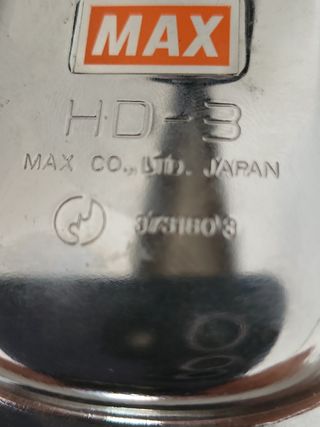 MAX
HD-3
MAX CO., LTD. JAPAN